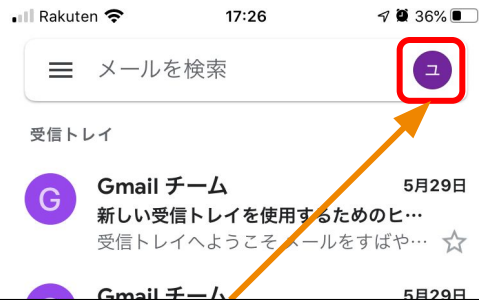 Rakuten 17:26 36%
メールを検索 ユ
受信トレイ
G Gmail チーム 5月29日
新しい受信トレイを使用するためのヒ…
受信トレイへようこそ メールをすばや…
Gmail チーム 5月29日